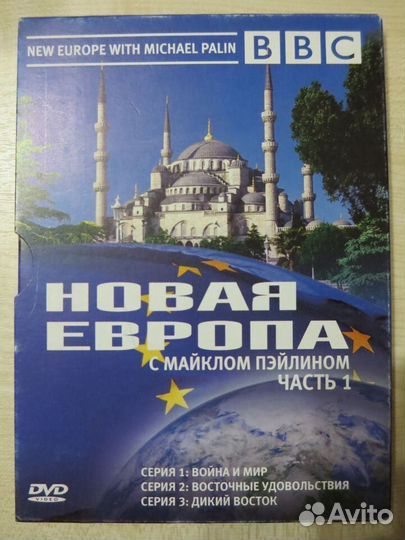 NEW EUROPE WITH MICHAEL PALIN BBC
НОВАЯ
ЕВРОПА
С МАЙКЛОМ ПЭЙЛИНОМ
ЧАСТЬ 1
СЕРИЯ 1: ВОЙНА И МИР
СЕРИЯ 2: ВОСТОЧНЫЕ УДОВОЛЬСТВИЯ
СЕРИЯ 3: ДИКИЙ ВОСТОК
DVD
VIDEO
Avito